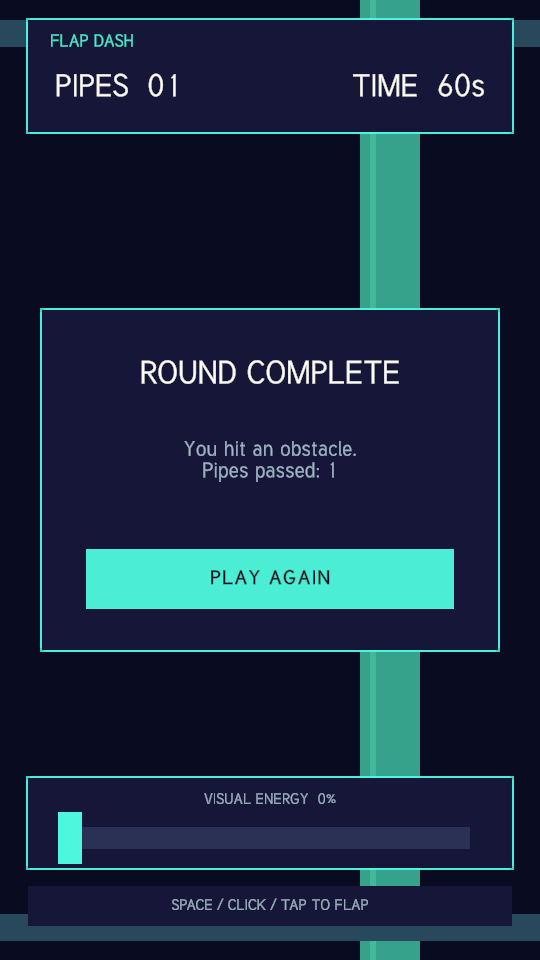 FLAP DASH
PIPES 01
TIME 60s
ROUND COMPLETE
You hit an obstacle.
Pipes passed: 1
PLAY AGAIN
VISUAL ENERGY 0%
SPACE / CLICK / TAP TO FLAP